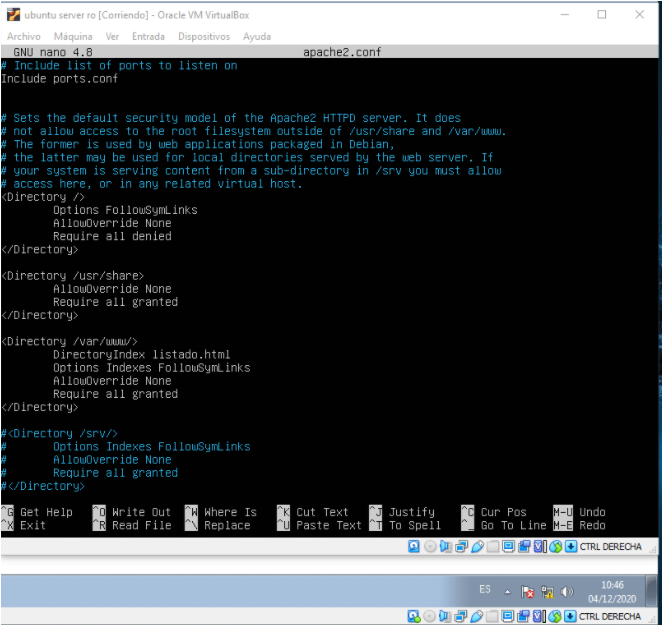 ubuntu server ro [Corriendo] - Oracle VM VirtualBox
Archivo Máquina Ver Entrada Dispositivos Ayuda
GNU nano 4.8 apache2.conf
# Include list of ports to listen on
Include ports.conf
# Sets the default security model of the Apache2 HTTPD server. It does
# not allow access to the root filesystem outside of /usr/share and /var/www.
# The former is used by web applications packaged in Debian,
# the latter may be used for local directories served by the web server. If
# your system is serving content from a sub-directory in /srv you must allow
# access here, or in any related virtual host.
<Directory />
Options FollowSymLinks
AllowOverride None
Require all denied
</Directory>
<Directory /usr/share>
AllowOverride None
Require all granted
</Directory>
<Directory /var/www/>
DirectoryIndex listado.html
Options Indexes FollowSymLinks
AllowOverride None
Require all granted
</Directory>
#<Directory /srv/>
# Options Indexes FollowSymLinks
# AllowOverride None
# Require all granted
#</Directory>
^G Get Help ^O Write Out ^W Where Is ^K Cut Text ^J Justify ^C Cur Pos M-U Undo
^X Exit ^R Read File ^\ Replace ^U Paste Text ^T To Spell ^_ Go To Line M-E Redo
CTRL DERECHA
ES 10:46
04/12/2020
CTRL DERECHA